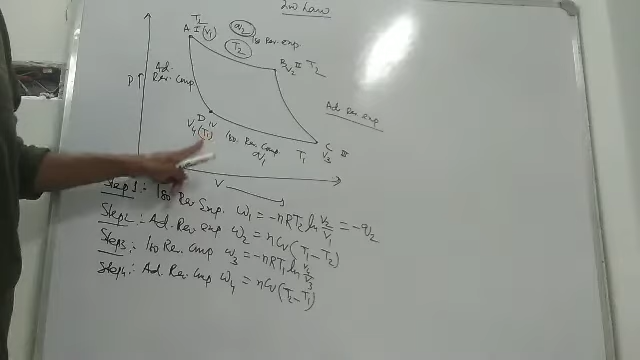 2nd Law
T2
A I (V1)
q2
Iso Rev. exp
T2
B V2 II T2
Ad. Rev. Comp
P
Ad Rev exp
D IV
V4 (T1)
Iso. Rev. Comp
q1
T1
C III
V3
V
Step 1:- Iso Rev Exp. W1 = -nRT2 ln V2/V1 = -q2
Step 2:- Ad. Rev exp W2 = nCv (T1 - T2)
Step 3:- Iso Rev. Cmp W3 = -nRT1 ln V4/V3
Step 4:- Ad. Rev. Cmp W4 = nCv (T2 - T1)